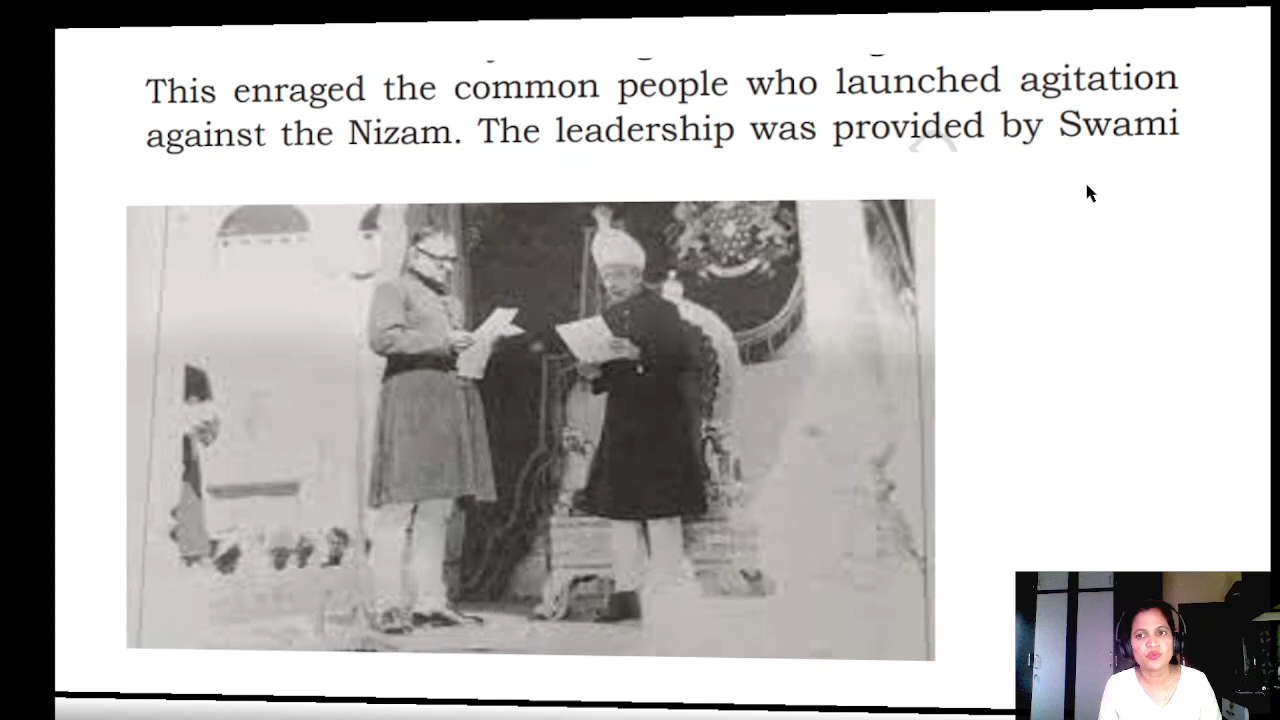 This enraged the common people who launched agitation
against the Nizam. The leadership was provided by Swami